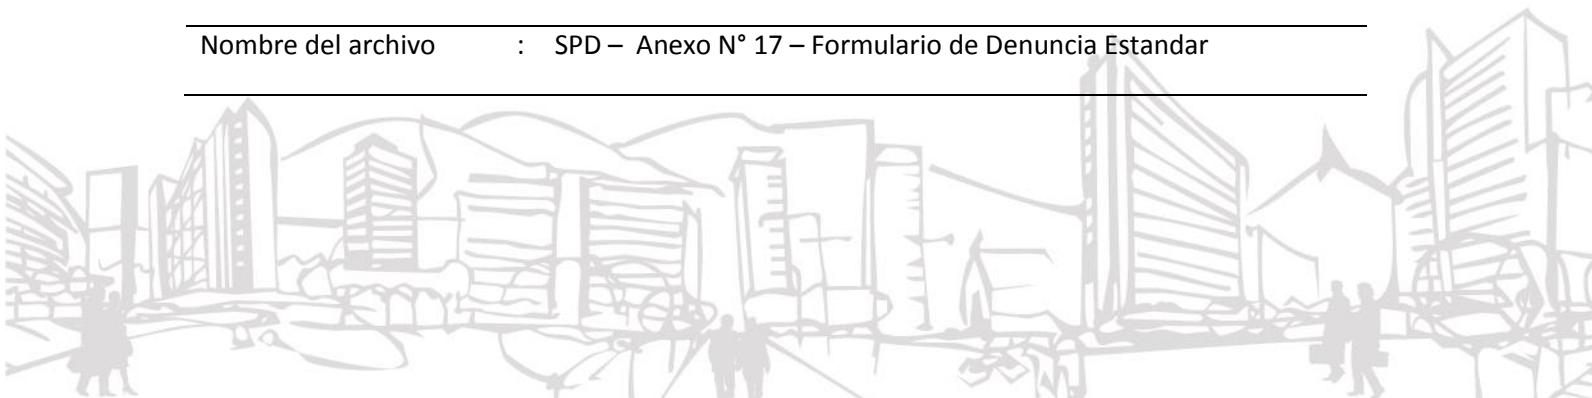 Nombre del archivo : SPD – Anexo N° 17 – Formulario de Denuncia Estandar